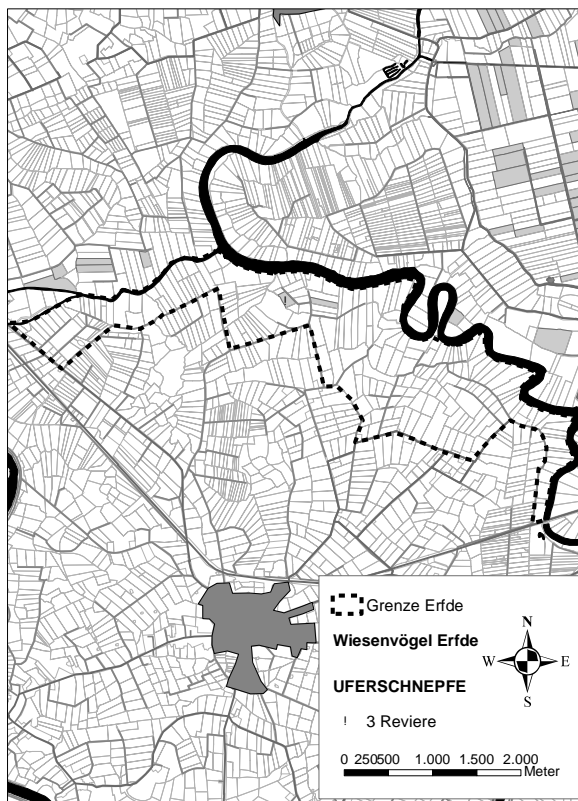 !
Grenze Erfde
Wiesenvögel Erfde
N
W E
S
UFERSCHNEPFE
! 3 Reviere
0 250500 1.000 1.500 2.000
Meter